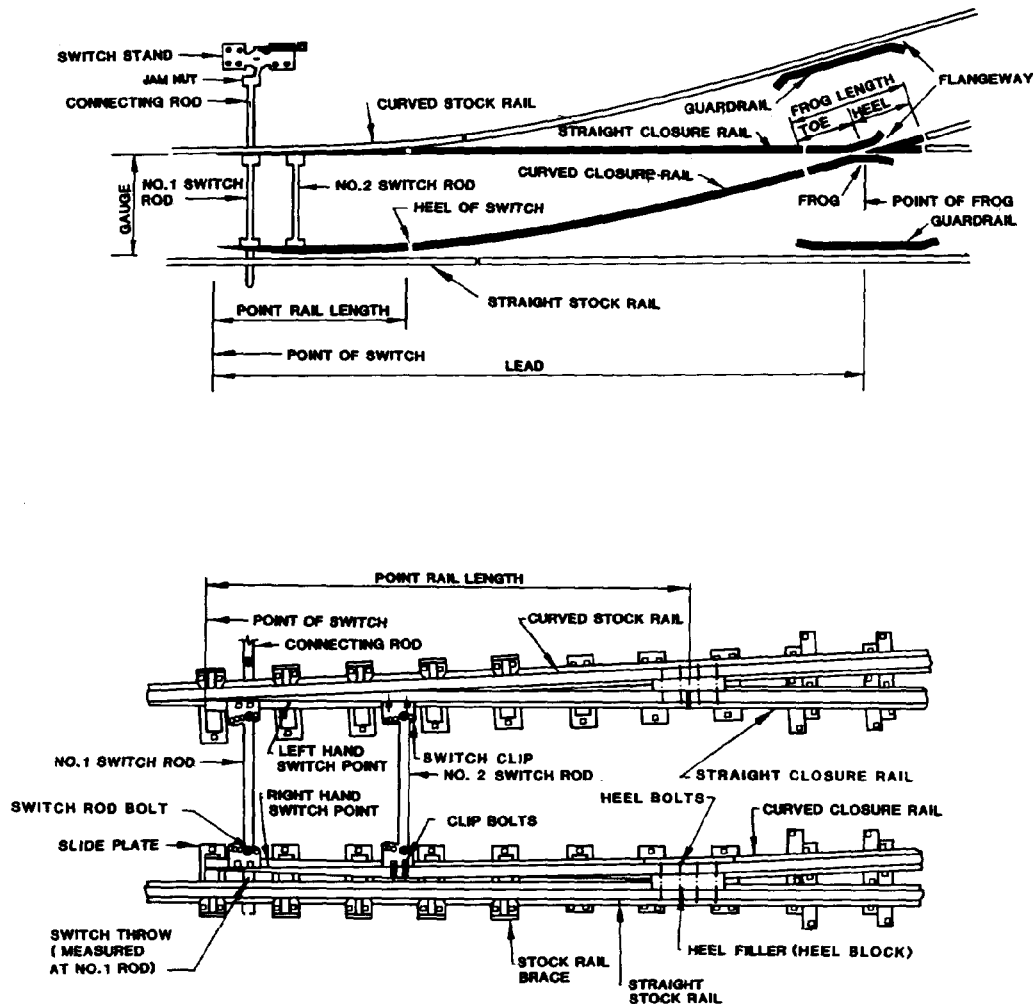 SWITCH STAND
JAM NUT
CONNECTING ROD
CURVED STOCK RAIL
GUARDRAIL
FROG LENGTH
TOE
HEEL
FLANGEWAY
STRAIGHT CLOSURE RAIL
CURVED CLOSURE RAIL
GAUGE
NO.1 SWITCH
ROD
NO.2 SWITCH ROD
HEEL OF SWITCH
FROG
POINT OF FROG
GUARDRAIL
STRAIGHT STOCK RAIL
POINT RAIL LENGTH
POINT OF SWITCH
LEAD
POINT RAIL LENGTH
POINT OF SWITCH
CONNECTING ROD
CURVED STOCK RAIL
LEFT HAND
SWITCH POINT
SWITCH CLIP
NO.1 SWITCH ROD
NO. 2 SWITCH ROD
STRAIGHT CLOSURE RAIL
RIGHT HAND
SWITCH POINT
HEEL BOLTS
CURVED CLOSURE RAIL
SWITCH ROD BOLT
CLIP BOLTS
SLIDE PLATE
SWITCH THROW
( MEASURED
AT NO.1 ROD)
STOCK RAIL
BRACE
STRAIGHT
STOCK RAIL
HEEL FILLER (HEEL BLOCK)